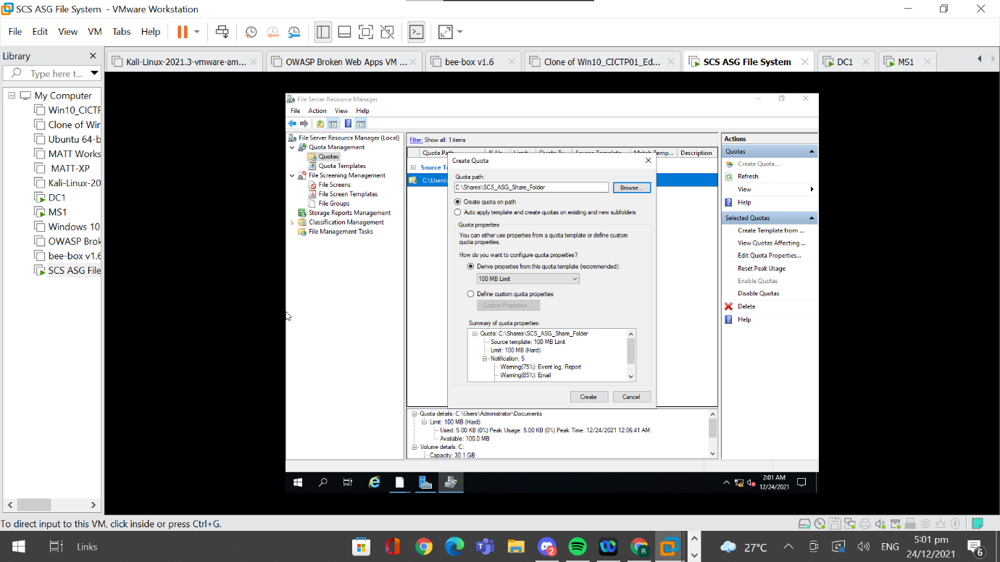 SCS ASG File System - VMware Workstation
File Edit View VM Tabs Help
Library
Type here t...
My Computer
Win10_CICTF
Clone of Wir
Ubuntu 64-b
MATT Works
MATT-XP
Kali-Linux-20
DC1
MS1
Windows 10
OWASP Brok
bee-box v1.6
SCS ASG File
Kali-Linux-2021.3-vmware-am...
OWASP Broken Web Apps VM ...
bee-box v1.6
Clone of Win10_CICTP01_Ed...
SCS ASG File System
DC1
MS1
File Server Resource Manager
File Action View Help
File Server Resource Manager (Local)
Quota Management
Quotas
Quota Templates
File Screening Management
File Screens
File Screen Templates
File Groups
Storage Reports Management
Classification Management
File Management Tasks
Filter: Show all: 1 items
Quota Path Limit Quota Ty... Source Template Match Temp... Description
Source Te
C:\Users\
Create Quota
Quota path:
C:\Shares\SCS_ASG_Share_Folder
Browse...
Create quota on path
Auto apply template and create quotas on existing and new subfolders
Quota properties
You can either use properties from a quota template or define custom
quota properties.
How do you want to configure quota properties?
Derive properties from this quota template (recommended):
100 MB Limit
Define custom quota properties
Custom Properties ...
Summary of quota properties:
Quota: C:\Shares\SCS_ASG_Share_Folder
Source template: 100 MB Limit
Limit: 100 MB (Hard)
Notification: 5
Warning(75%): Event log, Report
Warning(85%): Email
Create Cancel
Quota details: C:\Users\Administrator\Documents
Limit: 100 MB (Hard)
Used: 5.00 KB (0%) Peak Usage: 5.00 KB (0%) Peak Time: 12/24/2021 12:06:41 AM.
Available: 100.0 MB
Volume details: C:
Capacity: 30.1 GB
Actions
Quotas
Create Quota...
Refresh
View
Help
Selected Quotas
Create Template from ...
View Quotas Affecting ...
Edit Quota Properties...
Reset Peak Usage
Enable Quotas
Disable Quotas
Delete
Help
2:01 AM
12/24/2021
To direct input to this VM, click inside or press Ctrl+G.
Links
2
27°C
ENG
5:01 pm
24/12/2021
6